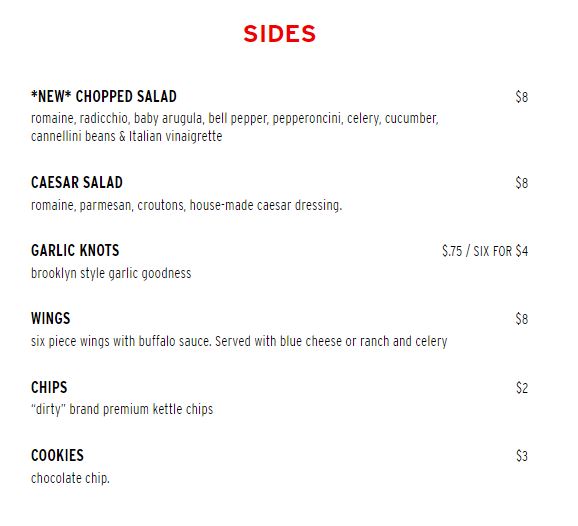 SIDES
*NEW* CHOPPED SALAD $8
romaine, radicchio, baby arugula, bell pepper, pepperoncini, celery, cucumber,
cannellini beans & Italian vinaigrette
CAESAR SALAD $8
romaine, parmesan, croutons, house-made caesar dressing.
GARLIC KNOTS $.75 / SIX FOR $4
brooklyn style garlic goodness
WINGS $8
six piece wings with buffalo sauce. Served with blue cheese or ranch and celery
CHIPS $2
“dirty” brand premium kettle chips
COOKIES $3
chocolate chip.